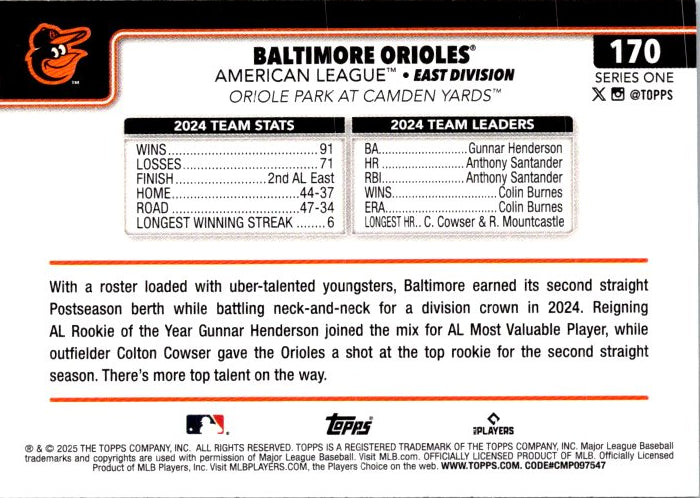 BALTIMORE ORIOLES®
AMERICAN LEAGUE™ • EAST DIVISION
ORIOLE PARK AT CAMDEN YARDS™
170
SERIES ONE
X @TOPPS
2024 TEAM STATS
WINS..............................91
LOSSES..........................71
FINISH................2nd AL East
HOME.........................44-37
ROAD.........................47-34
LONGEST WINNING STREAK ........6
2024 TEAM LEADERS
BA........................Gunnar Henderson
HR........................Anthony Santander
RBI.......................Anthony Santander
WINS...........................Colin Burnes
ERA.............................Colin Burnes
LONGEST HR.. C. Cowser & R. Mountcastle
With a roster loaded with uber-talented youngsters, Baltimore earned its second straight
Postseason berth while battling neck-and-neck for a division crown in 2024. Reigning
AL Rookie of the Year Gunnar Henderson joined the mix for AL Most Valuable Player, while
outfielder Colton Cowser gave the Orioles a shot at the top rookie for the second straight
season. There's more top talent on the way.
Topps
PLAYERS
® & © 2025 THE TOPPS COMPANY, INC. ALL RIGHTS RESERVED. TOPPS IS A REGISTERED TRADEMARK OF THE TOPPS COMPANY, INC. Major League Baseball
trademarks and copyrights are used with permission of Major League Baseball. Visit MLB.com. OFFICIALLY LICENSED PRODUCT OF MLB. Officially Licensed
Product of MLB Players, Inc. Visit MLBPLAYERS.COM, the Players Choice on the web. WWW.TOPPS.COM. CODE#CMP097547